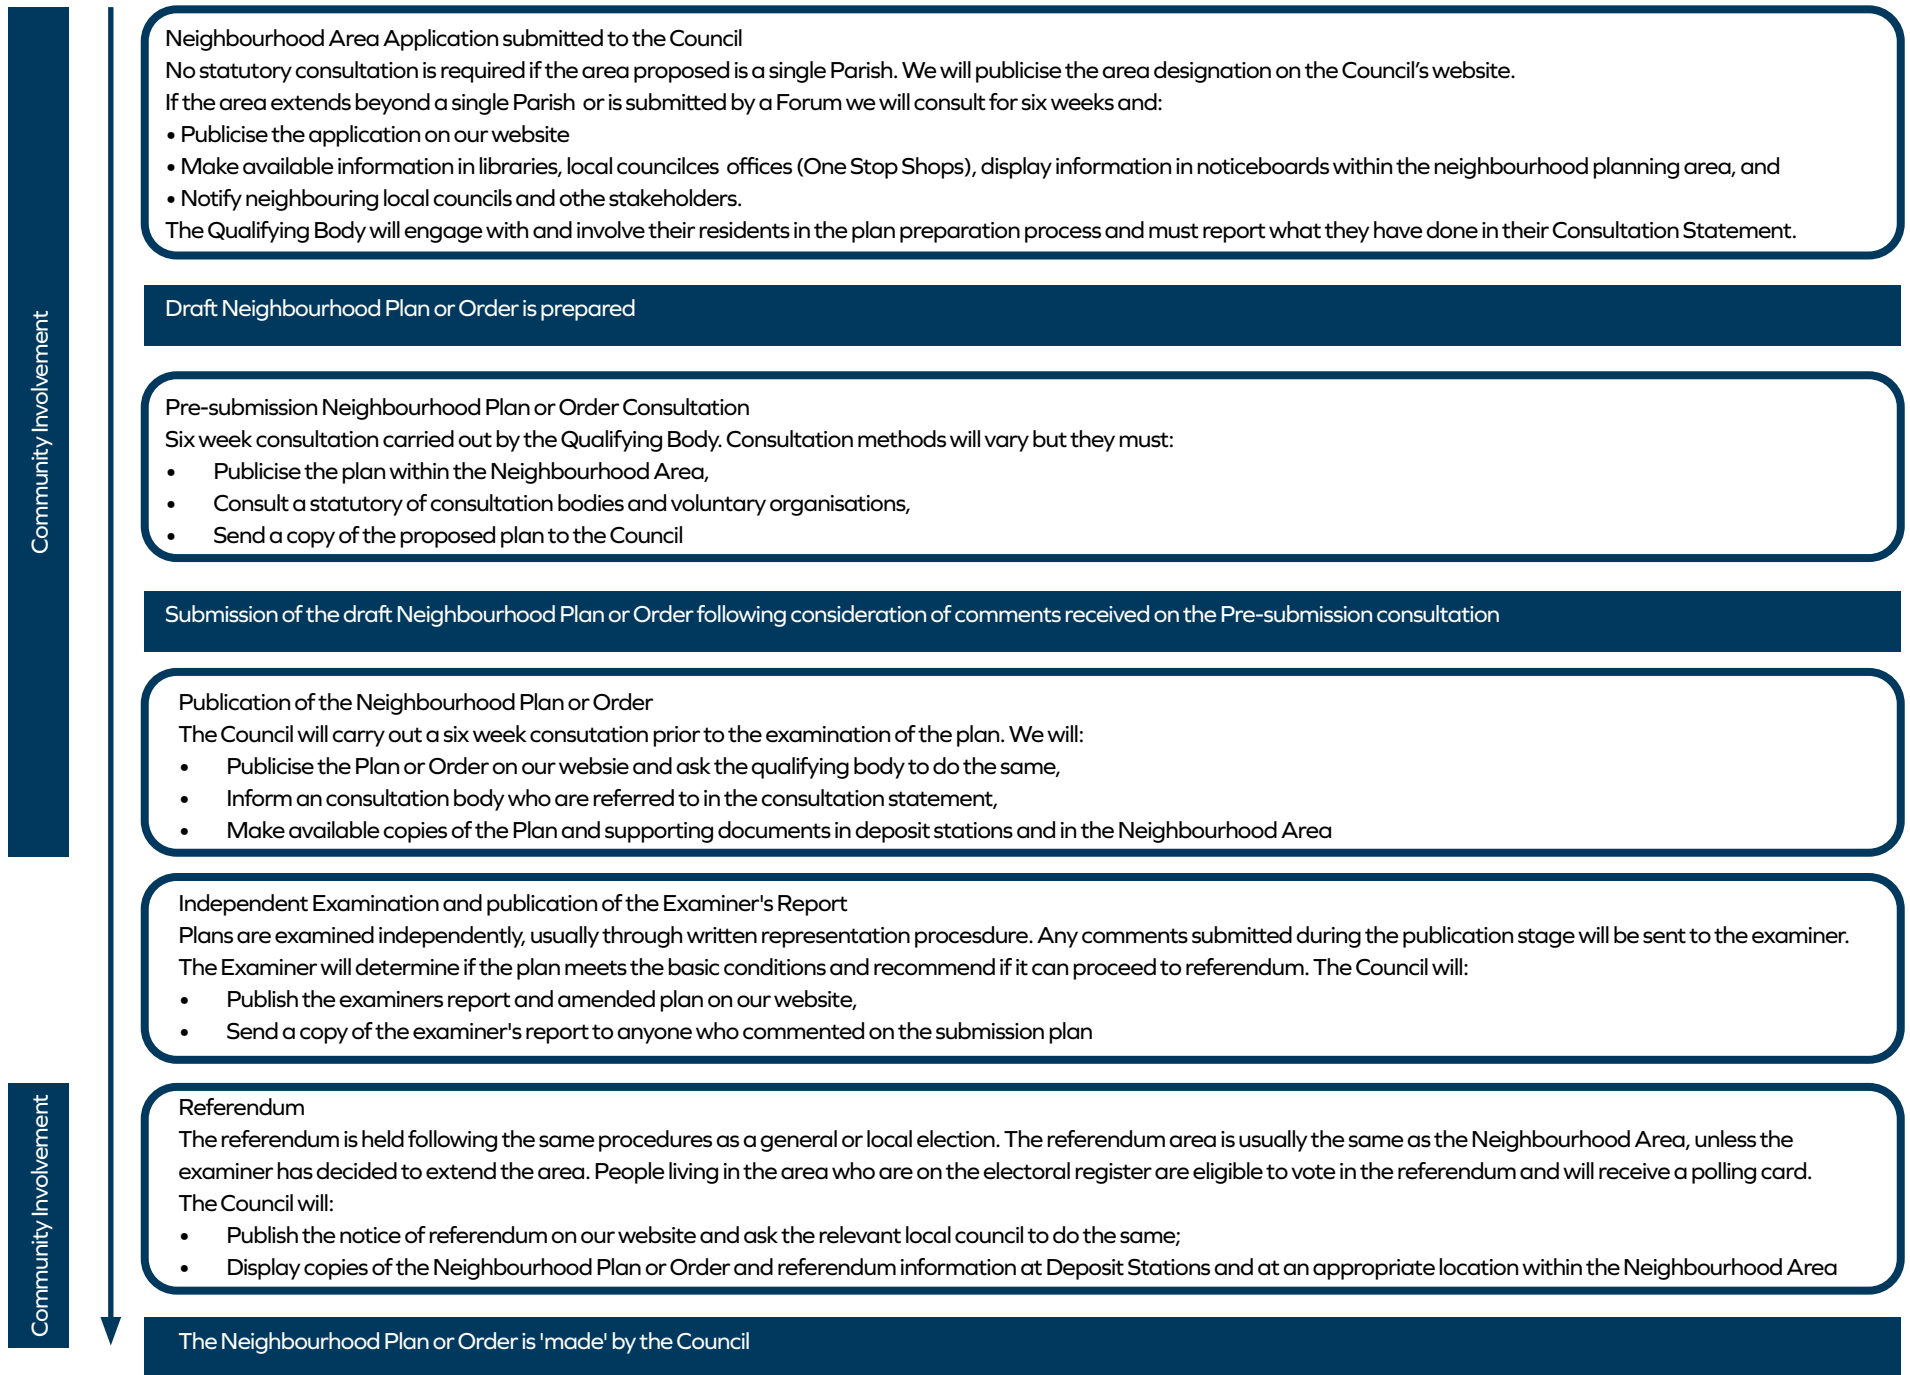 Community Involvement
Neighbourhood Area Application submitted to the Council
No statutory consultation is required if the area proposed is a single Parish. We will publicise the area designation on the Council's website.
If the area extends beyond a single Parish or is submitted by a Forum we will consult for six weeks and:
• Publicise the application on our website
• Make available information in libraries, local councilces offices (One Stop Shops), display information in noticeboards within the neighbourhood planning area, and
• Notify neighbouring local councils and othe stakeholders.
The Qualifying Body will engage with and involve their residents in the plan preparation process and must report what they have done in their Consultation Statement.
Draft Neighbourhood Plan or Order is prepared
Pre-submission Neighbourhood Plan or Order Consultation
Six week consultation carried out by the Qualifying Body. Consultation methods will vary but they must:
• Publicise the plan within the Neighbourhood Area,
• Consult a statutory of consultation bodies and voluntary organisations,
• Send a copy of the proposed plan to the Council
Submission of the draft Neighbourhood Plan or Order following consideration of comments received on the Pre-submission consultation
Publication of the Neighbourhood Plan or Order
The Council will carry out a six week consutation prior to the examination of the plan. We will:
• Publicise the Plan or Order on our websie and ask the qualifying body to do the same,
• Inform an consultation body who are referred to in the consultation statement,
• Make available copies of the Plan and supporting documents in deposit stations and in the Neighbourhood Area
Independent Examination and publication of the Examiner's Report
Plans are examined independently, usually through written representation procesdure. Any comments submitted during the publication stage will be sent to the examiner.
The Examiner will determine if the plan meets the basic conditions and recommend if it can proceed to referendum. The Council will:
• Publish the examiners report and amended plan on our website,
• Send a copy of the examiner's report to anyone who commented on the submission plan
Community Involvement
Referendum
The referendum is held following the same procedures as a general or local election. The referendum area is usually the same as the Neighbourhood Area, unless the
examiner has decided to extend the area. People living in the area who are on the electoral register are eligible to vote in the referendum and will receive a polling card.
The Council will:
• Publish the notice of referendum on our website and ask the relevant local council to do the same;
• Display copies of the Neighbourhood Plan or Order and referendum information at Deposit Stations and at an appropriate location within the Neighbourhood Area
The Neighbourhood Plan or Order is 'made' by the Council